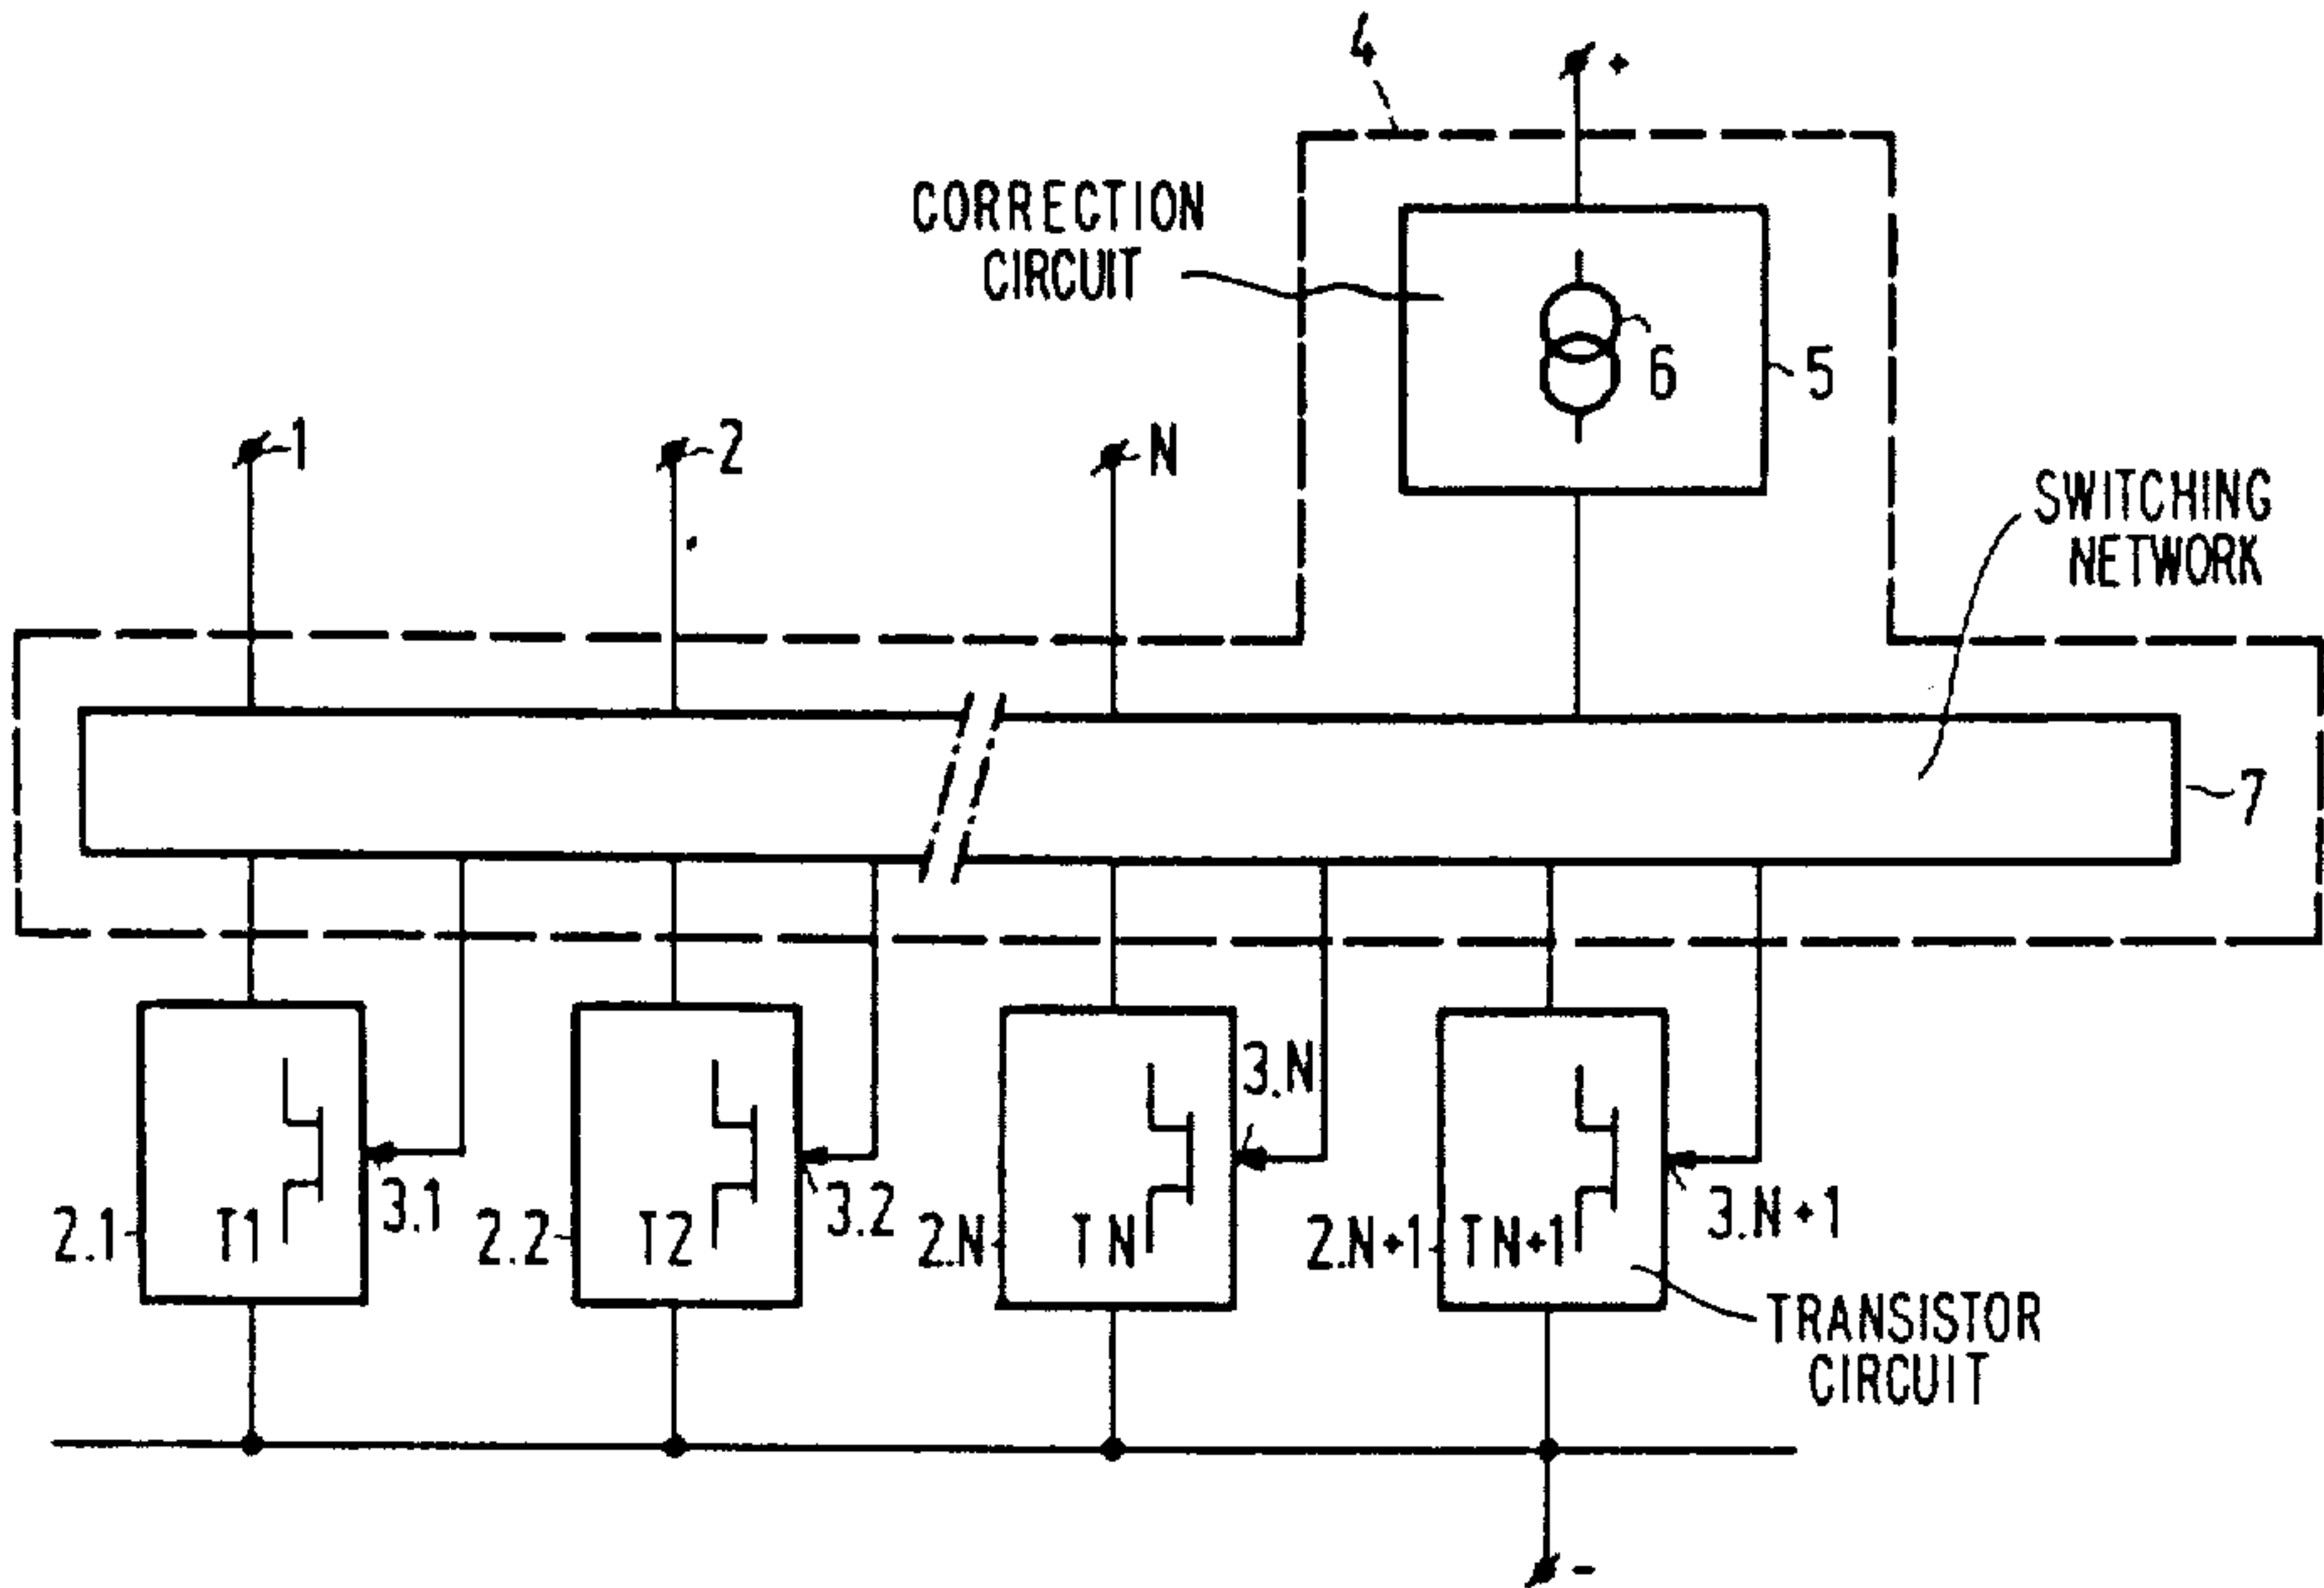 4
+
CORRECTION
CIRCUIT
6
5
1
2
N
SWITCHING
NETWORK
7
3.N
2.1
T1
3.1
2.2
T2
3.2
2.N
TN
2.N+1
TN+1
3.N+1
TRANSISTOR
CIRCUIT
-